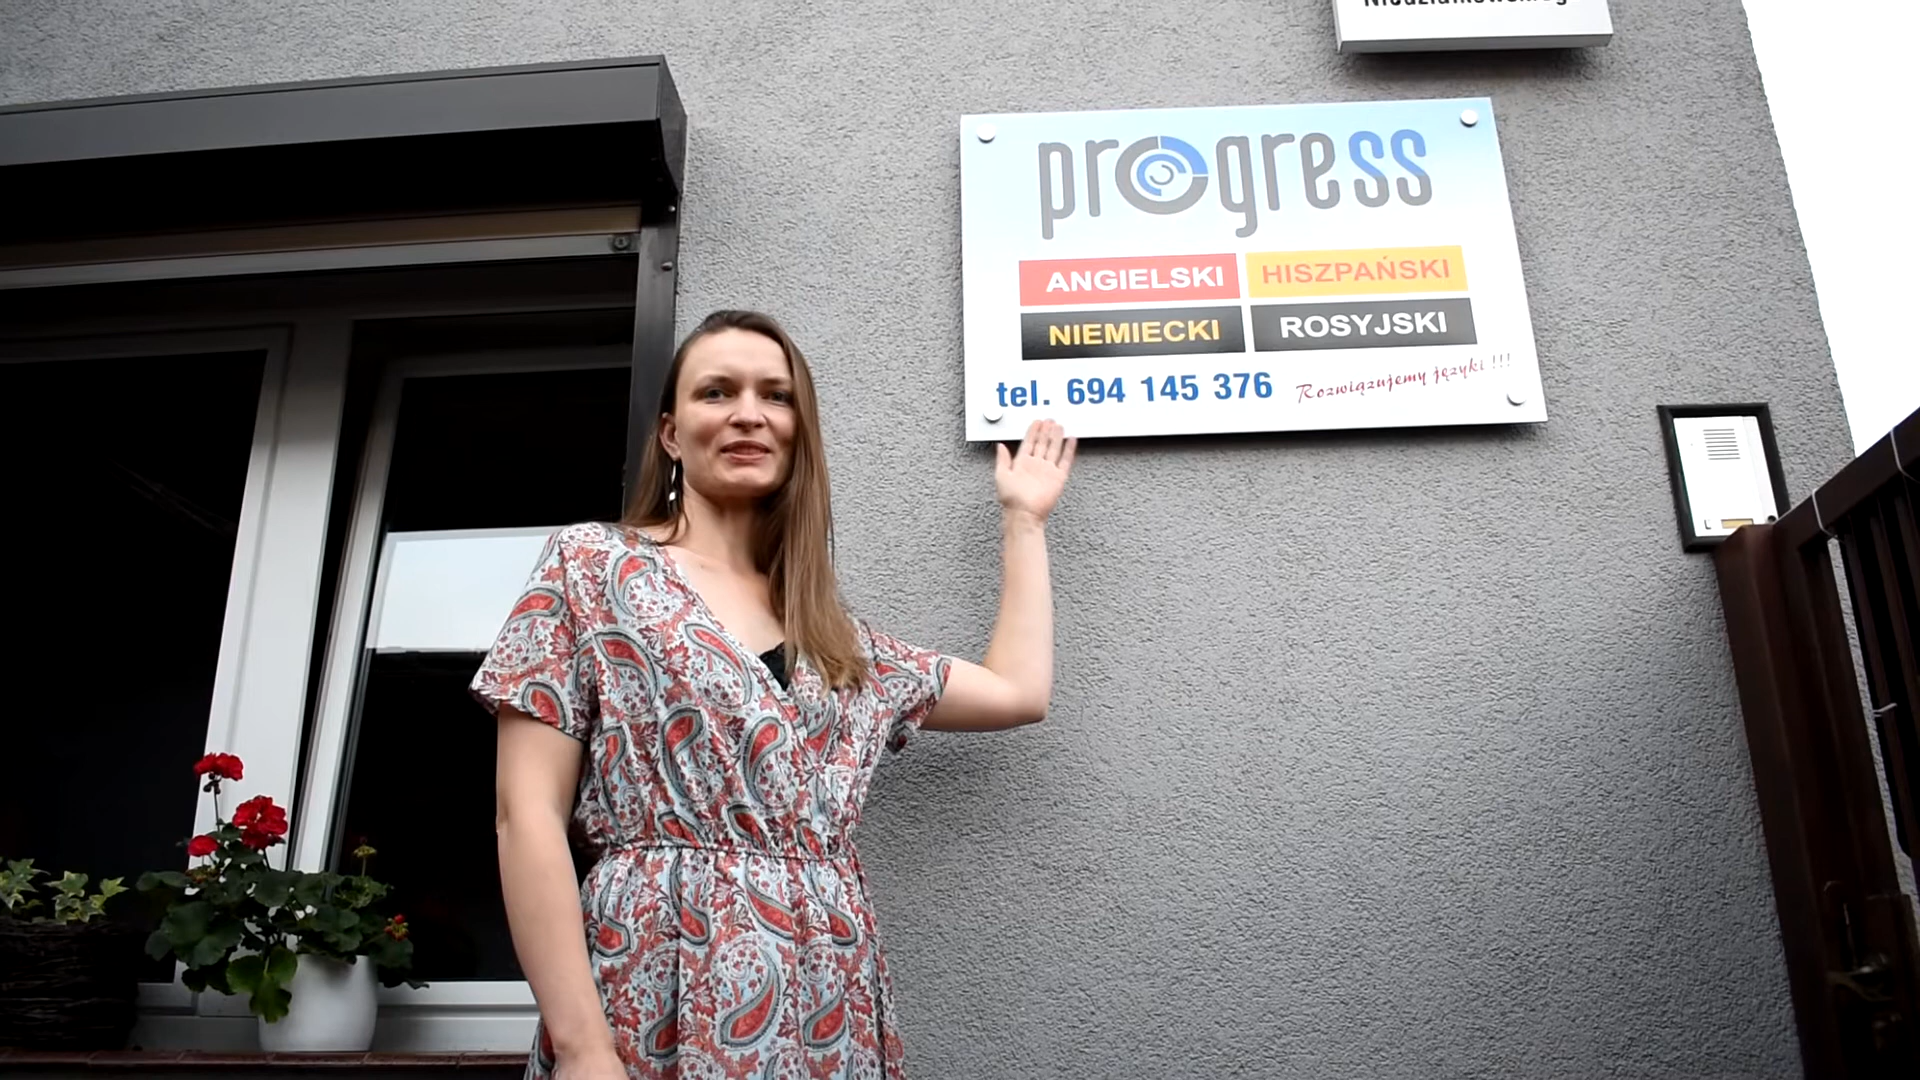 progress
ANGIELSKI HISZPAŃSKI
NIEMIECKI ROSYJSKI
tel. 694 145 376 Rozwiązujemy języki !!!